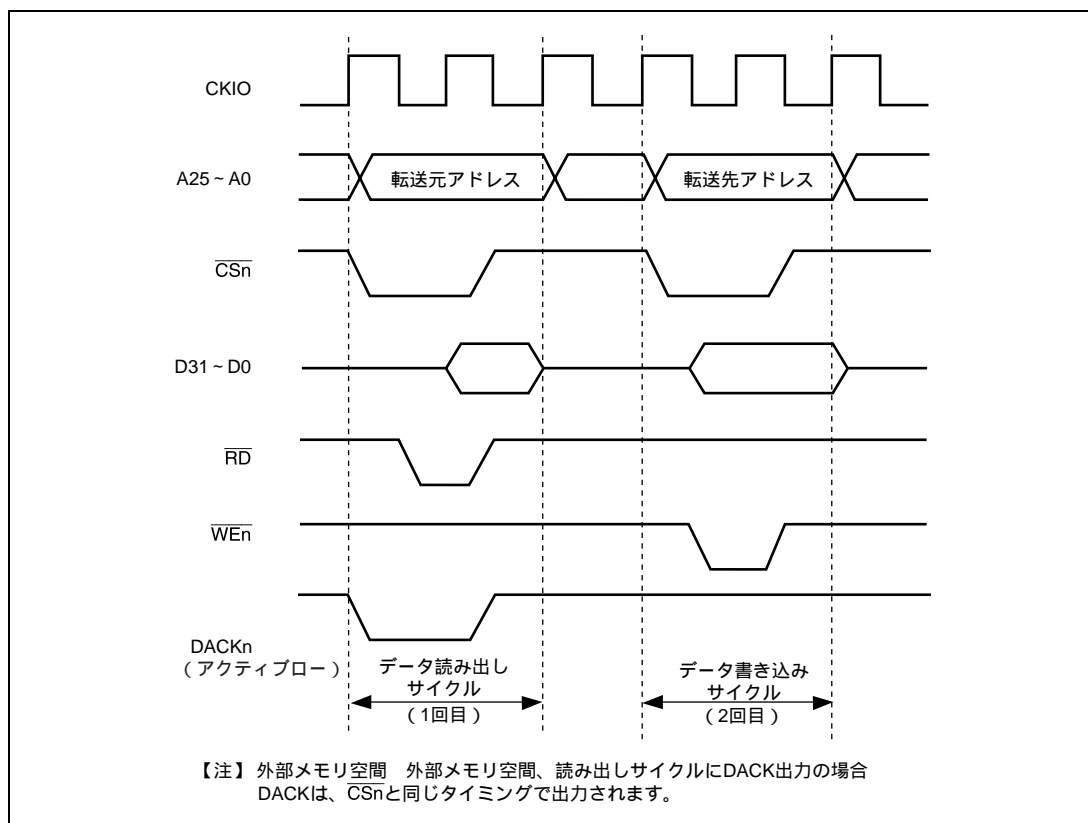 CKIO
A25~A0
転送元アドレス
転送先アドレス
CSn
D31~D0
RD
WEn
DACKn
(アクティブロー)
データ読み出し
サイクル
(1回目)
データ書き込み
サイクル
(2回目)
【注】 外部メモリ空間 外部メモリ空間、読み出しサイクルにDACK出力の場合
DACKは、CSnと同じタイミングで出力されます。